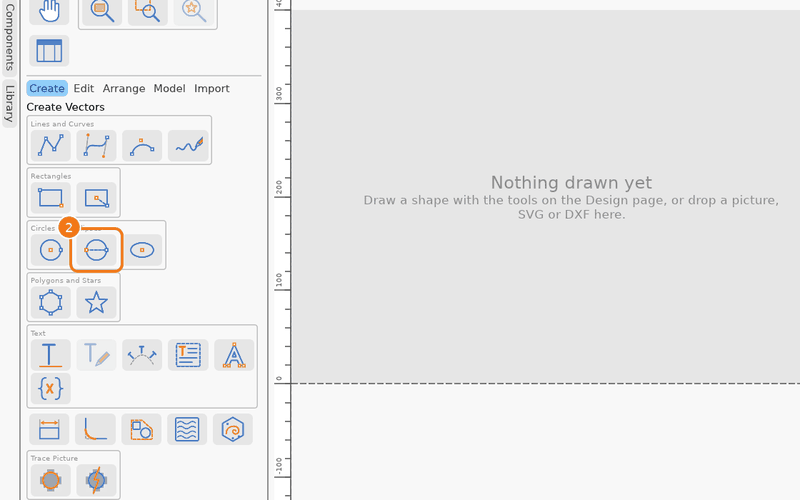 Components
Library
Create Edit Arrange Model Import
Create Vectors
Lines and Curves
Rectangles
Circles
2
Polygons and Stars
Text
Trace Picture
400
300
200
100
0
-100
Nothing drawn yet
Draw a shape with the tools on the Design page, or drop a picture,
SVG or DXF here.